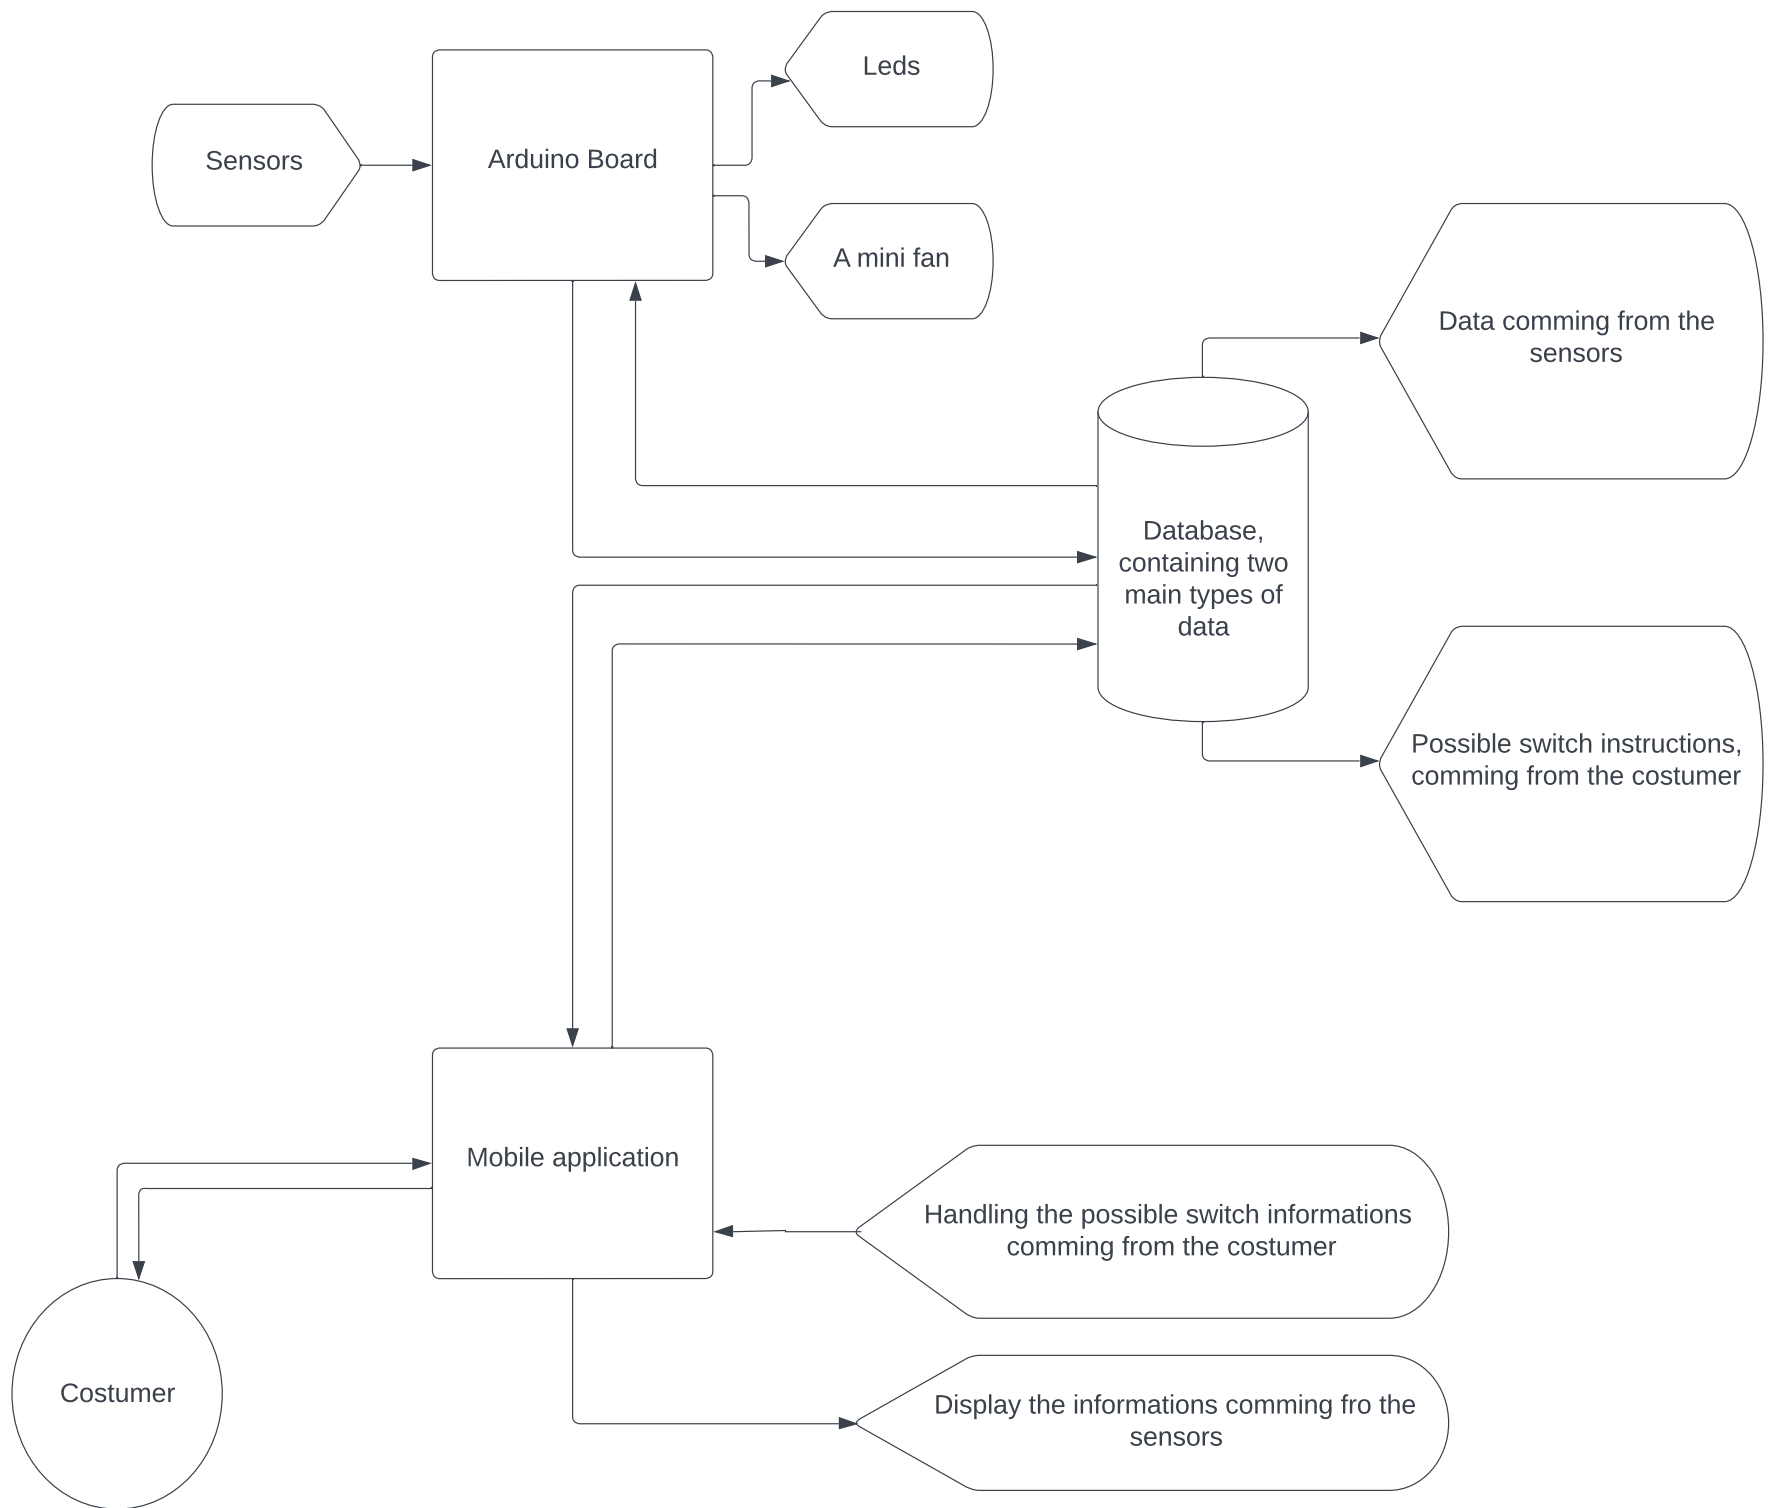 Leds
Sensors
Arduino Board
A mini fan
Data comming from the
sensors
Database,
containing two
main types of
data
Possible switch instructions,
comming from the costumer
Mobile application
Handling the possible switch informations
comming from the costumer
Costumer
Display the informations comming fro the
sensors